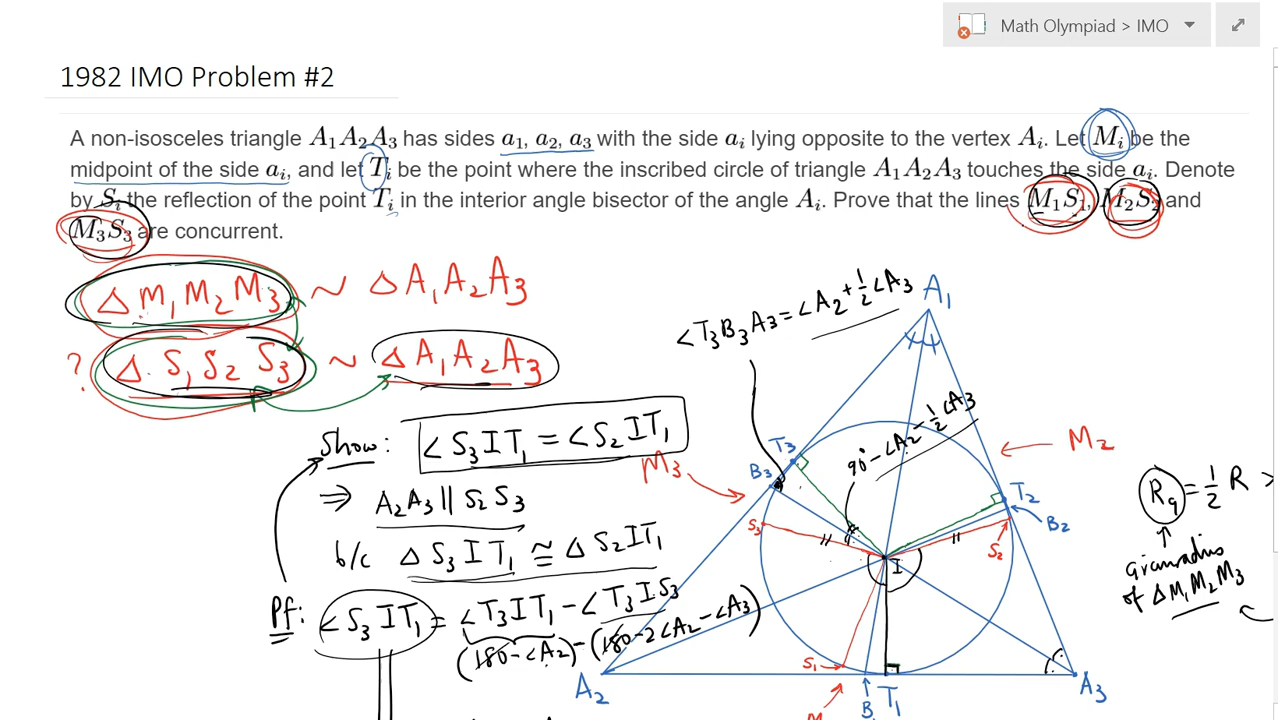 Math Olympiad > IMO
1982 IMO Problem #2
A non-isosceles triangle A₁A₂A₃ has sides a₁, a₂, a₃ with the side aᵢ lying opposite to the vertex Aᵢ. Let Mᵢ be the
midpoint of the side aᵢ, and let Tᵢ be the point where the inscribed circle of triangle A₁A₂A₃ touches the side aᵢ. Denote
by Sᵢ the reflection of the point Tᵢ in the interior angle bisector of the angle Aᵢ. Prove that the lines M₁S₁, M₂S₂ and
M₃S₃ are concurrent.
Δ M₁M₂M₃ ~ Δ A₁A₂A₃
? Δ S₁S₂S₃ ~ Δ A₁A₂A₃
Show: ∠S₃IT₁ = ∠S₂IT₁
⇒ A₂A₃ ∥ S₂S₃
b/c Δ S₃IT₁ ≅ Δ S₂IT₁
Pf: ∠S₃IT₁ = ∠T₃IT₁ − ∠T₃IS₃
(180−∠A₂) − (180−2∠A₂−∠A₃)
∠T₃B₃A₃ = ∠A₂ + ½∠A₃
A₁
90° − ∠A₂ − ½∠A₃
T₃
M₃
B₃
M₂
T₂
B₂
S₃
S₂
I
S₁
A₂
B
T₁
A₃
M
R₉ = ½ R >
circumradius
of Δ M₁M₂M₃